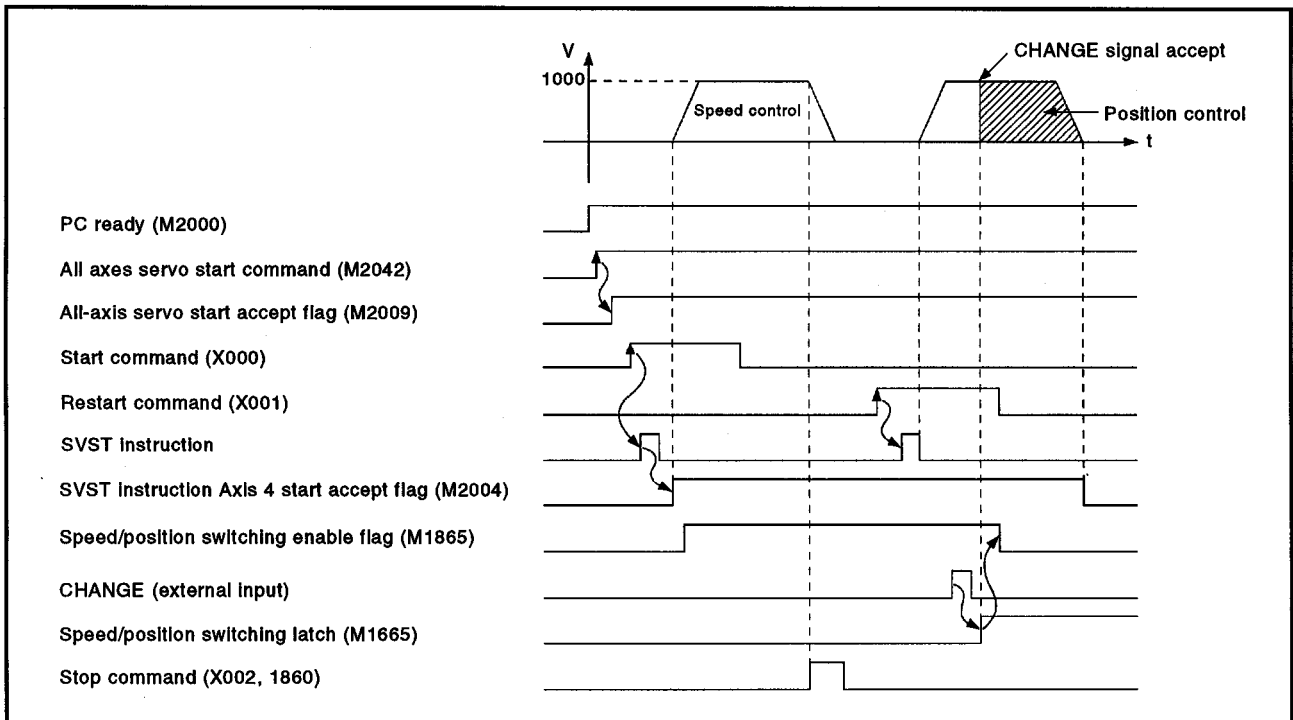 V
CHANGE signal accept
1000
Speed control
Position control
t
PC ready (M2000)
All axes servo start command (M2042)
All-axis servo start accept flag (M2009)
Start command (X000)
Restart command (X001)
SVST instruction
SVST instruction Axis 4 start accept flag (M2004)
Speed/position switching enable flag (M1865)
CHANGE (external input)
Speed/position switching latch (M1665)
Stop command (X002, 1860)